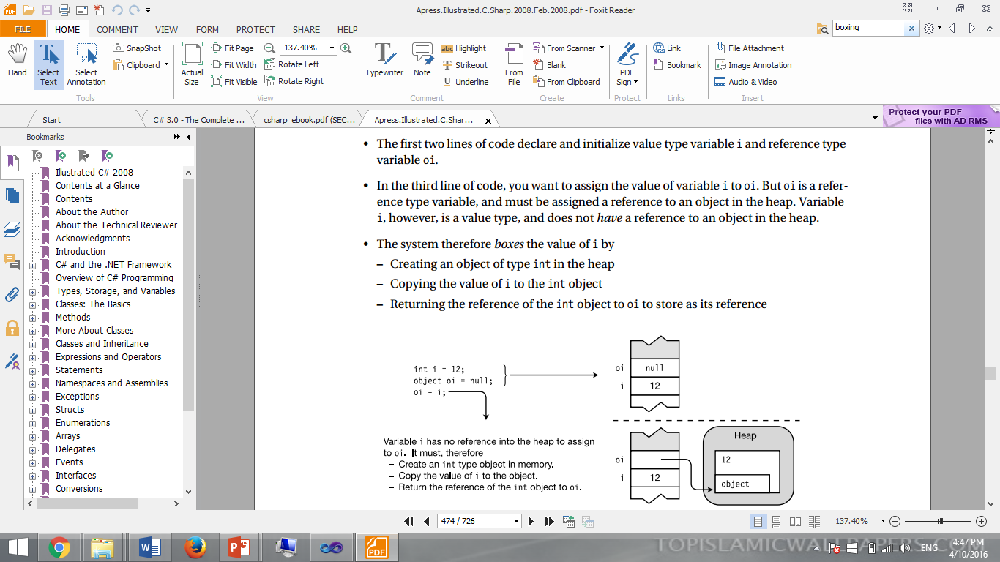 Apress.Illustrated.C.Sharp.2008.Feb.2008.pdf - Foxit Reader
FILE HOME COMMENT VIEW FORM PROTECT SHARE HELP
boxing
Hand
Select Text
Select Annotation
SnapShot
Clipboard
Tools
Actual Size
Fit Page
Fit Width
Fit Visible
137.40%
Rotate Left
Rotate Right
View
Typewriter
Note
abc Highlight
Strikeout
U Underline
Comment
From File
From Scanner
Blank
From Clipboard
Create
PDF Sign
Protect
Link
Bookmark
Links
File Attachment
Image Annotation
Audio & Video
Insert
Start
C# 3.0 - The Complete ...
csharp_ebook.pdf (SEC...
Apress.Illustrated.C.Shar...
Protect your PDF
files with AD RMS
Bookmarks
Illustrated C# 2008
Contents at a Glance
Contents
About the Author
About the Technical Reviewer
Acknowledgments
Introduction
C# and the .NET Framework
Overview of C# Programming
Types, Storage, and Variables
Classes: The Basics
Methods
More About Classes
Classes and Inheritance
Expressions and Operators
Statements
Namespaces and Assemblies
Exceptions
Structs
Enumerations
Arrays
Delegates
Events
Interfaces
Conversions
• The first two lines of code declare and initialize value type variable i and reference type
variable oi.
• In the third line of code, you want to assign the value of variable i to oi. But oi is a refer-
ence type variable, and must be assigned a reference to an object in the heap. Variable
i, however, is a value type, and does not have a reference to an object in the heap.
• The system therefore boxes the value of i by
– Creating an object of type int in the heap
– Copying the value of i to the int object
– Returning the reference of the int object to oi to store as its reference
int i = 12;
object oi = null;
oi = i;
oi null
i 12
Variable i has no reference into the heap to assign
to oi. It must, therefore
– Create an int type object in memory.
– Copy the value of i to the object.
– Return the reference of the int object to oi.
oi
i 12
Heap
12
object
474 / 726
137.40%
PDF
TOPISLAMICWALLPAPERS.COM
ENG
4:47 PM
4/10/2016